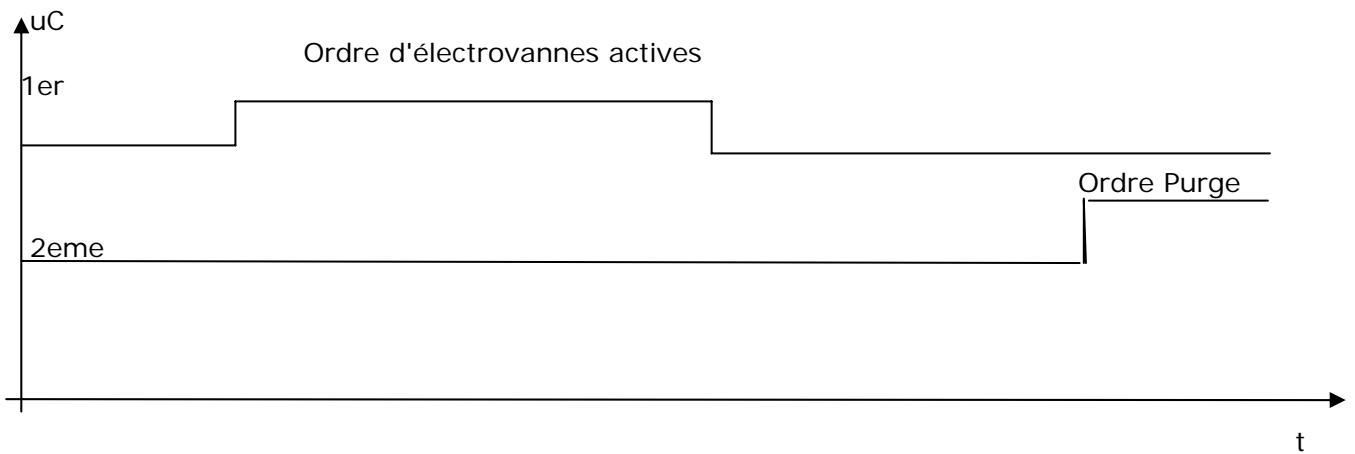 uC
Ordre d'électrovannes actives
1er
Ordre Purge
2eme
t